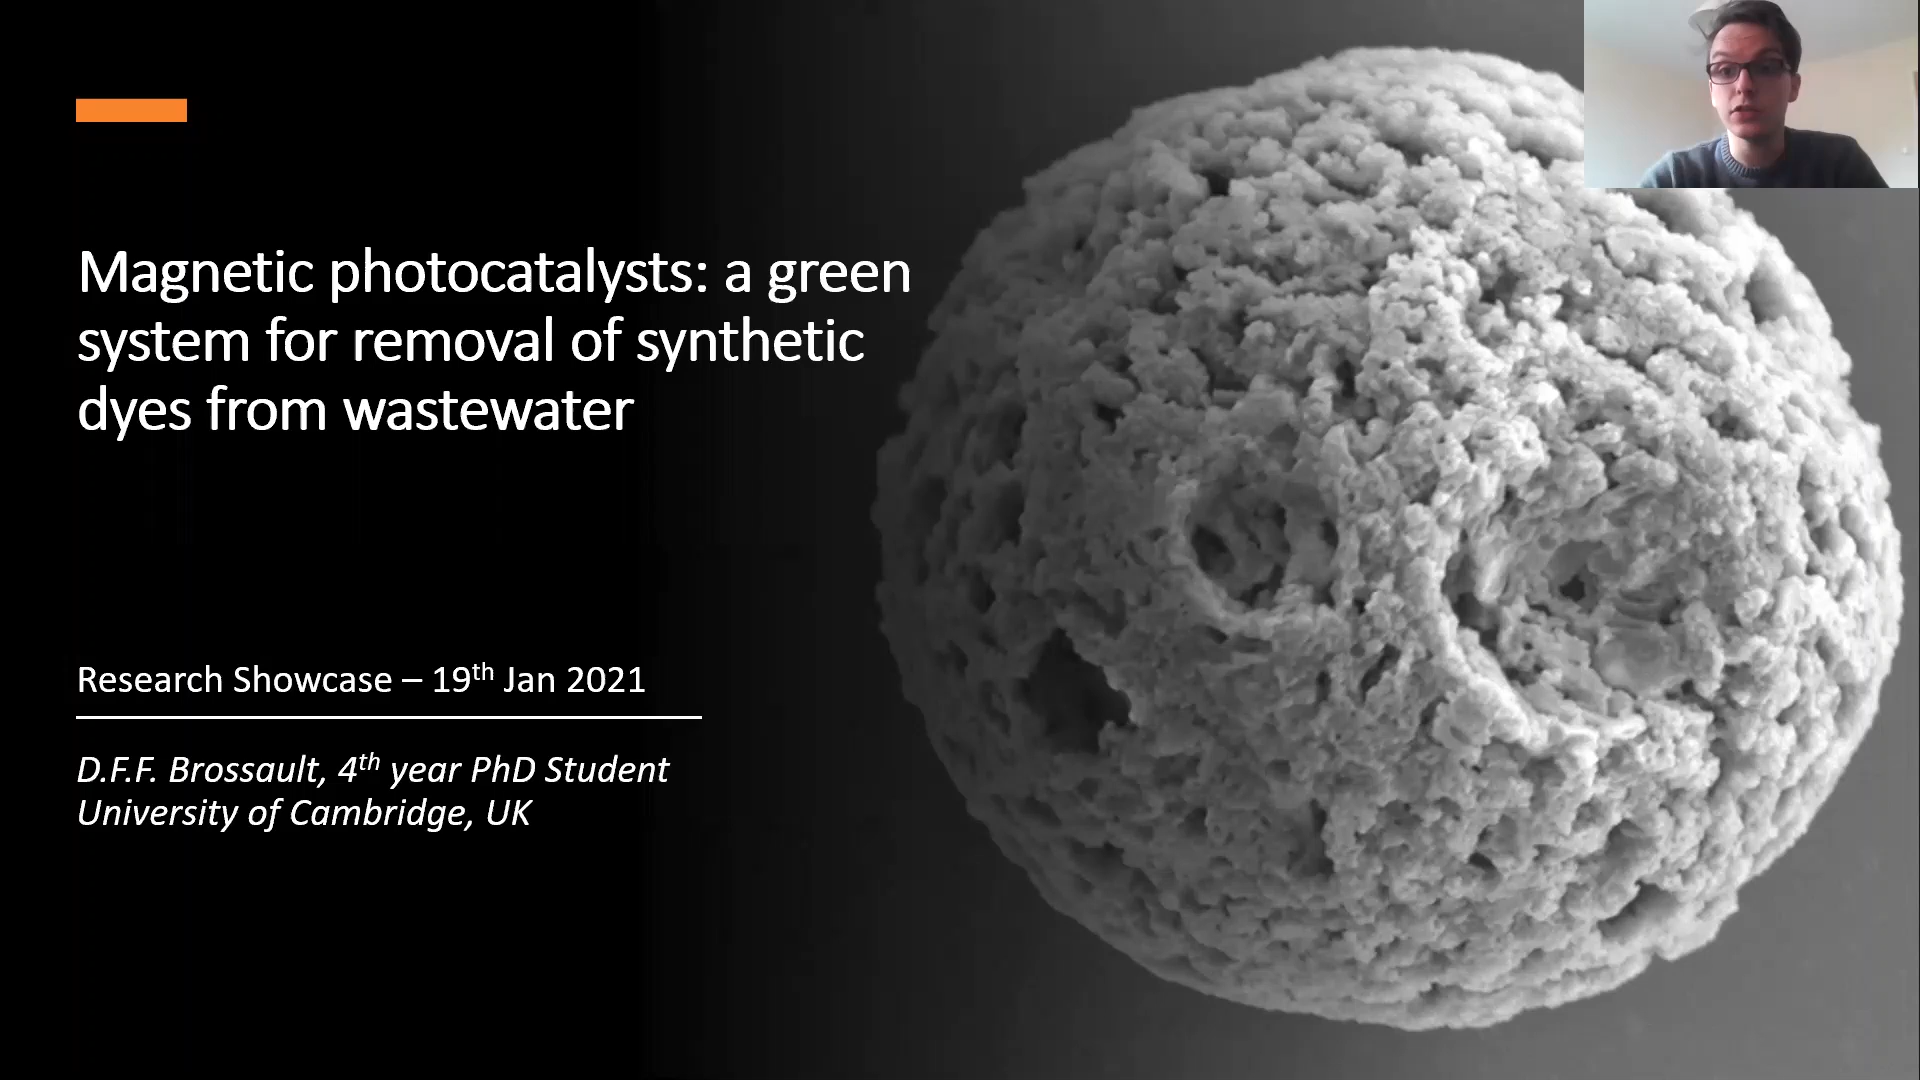 Magnetic photocatalysts: a green
system for removal of synthetic
dyes from wastewater
Research Showcase – 19th Jan 2021
D.F.F. Brossault, 4th year PhD Student
University of Cambridge, UK